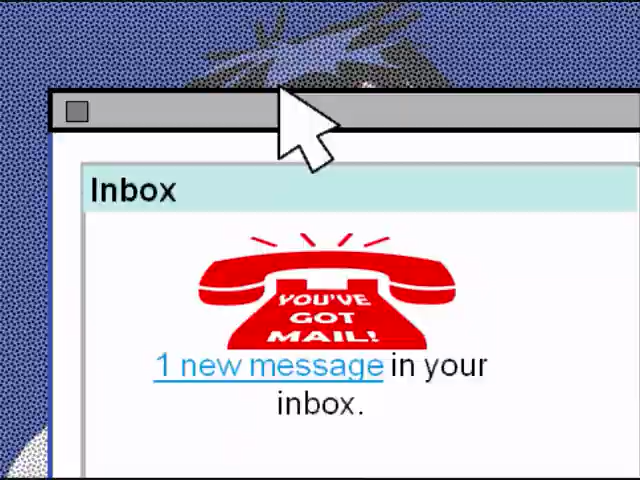 Inbox
YOU'VE
GOT
MAIL!
1 new message in your
inbox.